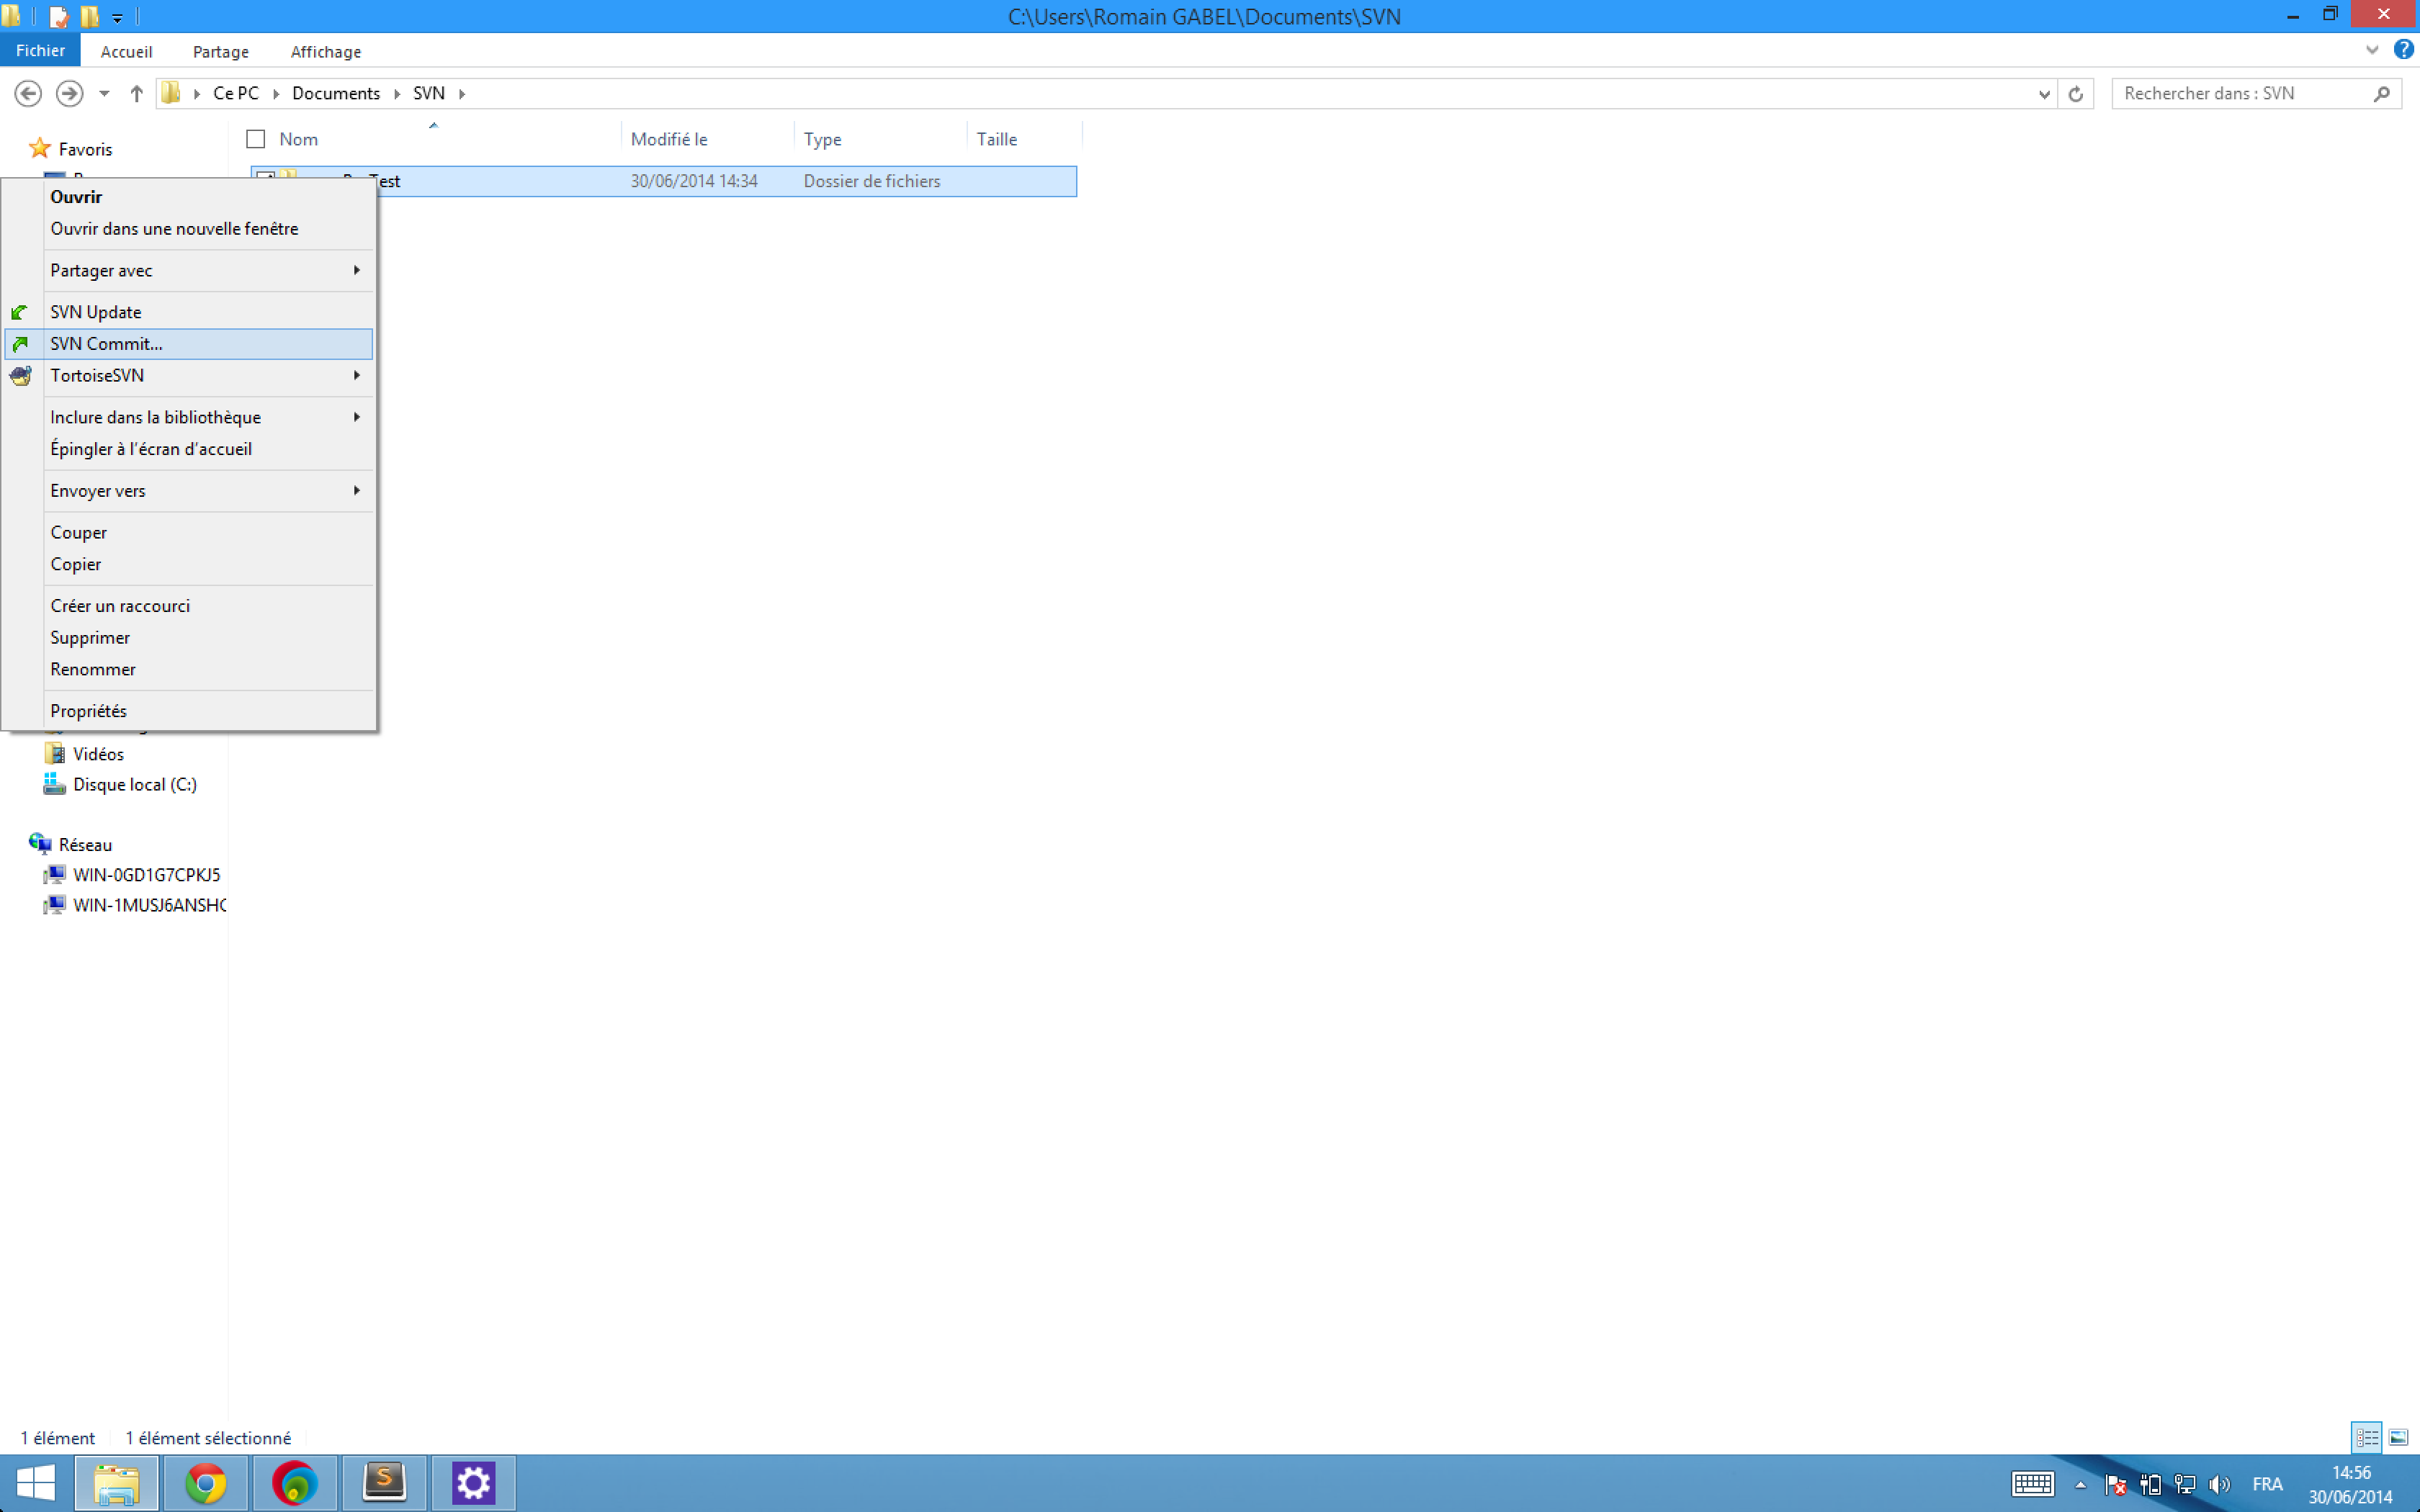 C:\Users\Romain GABEL\Documents\SVN
Fichier Accueil Partage Affichage
Ce PC Documents SVN
Rechercher dans : SVN
Nom Modifié le Type Taille
Favoris
Test 30/06/2014 14:34 Dossier de fichiers
Ouvrir
Ouvrir dans une nouvelle fenêtre
Partager avec
SVN Update
SVN Commit...
TortoiseSVN
Inclure dans la bibliothèque
Épingler à l'écran d'accueil
Envoyer vers
Couper
Copier
Créer un raccourci
Supprimer
Renommer
Propriétés
Vidéos
Disque local (C:)
Réseau
WIN-0GD1G7CPKJ5
WIN-1MUSJ6ANSH
1 élément 1 élément sélectionné
S
FRA
14:56
30/06/2014